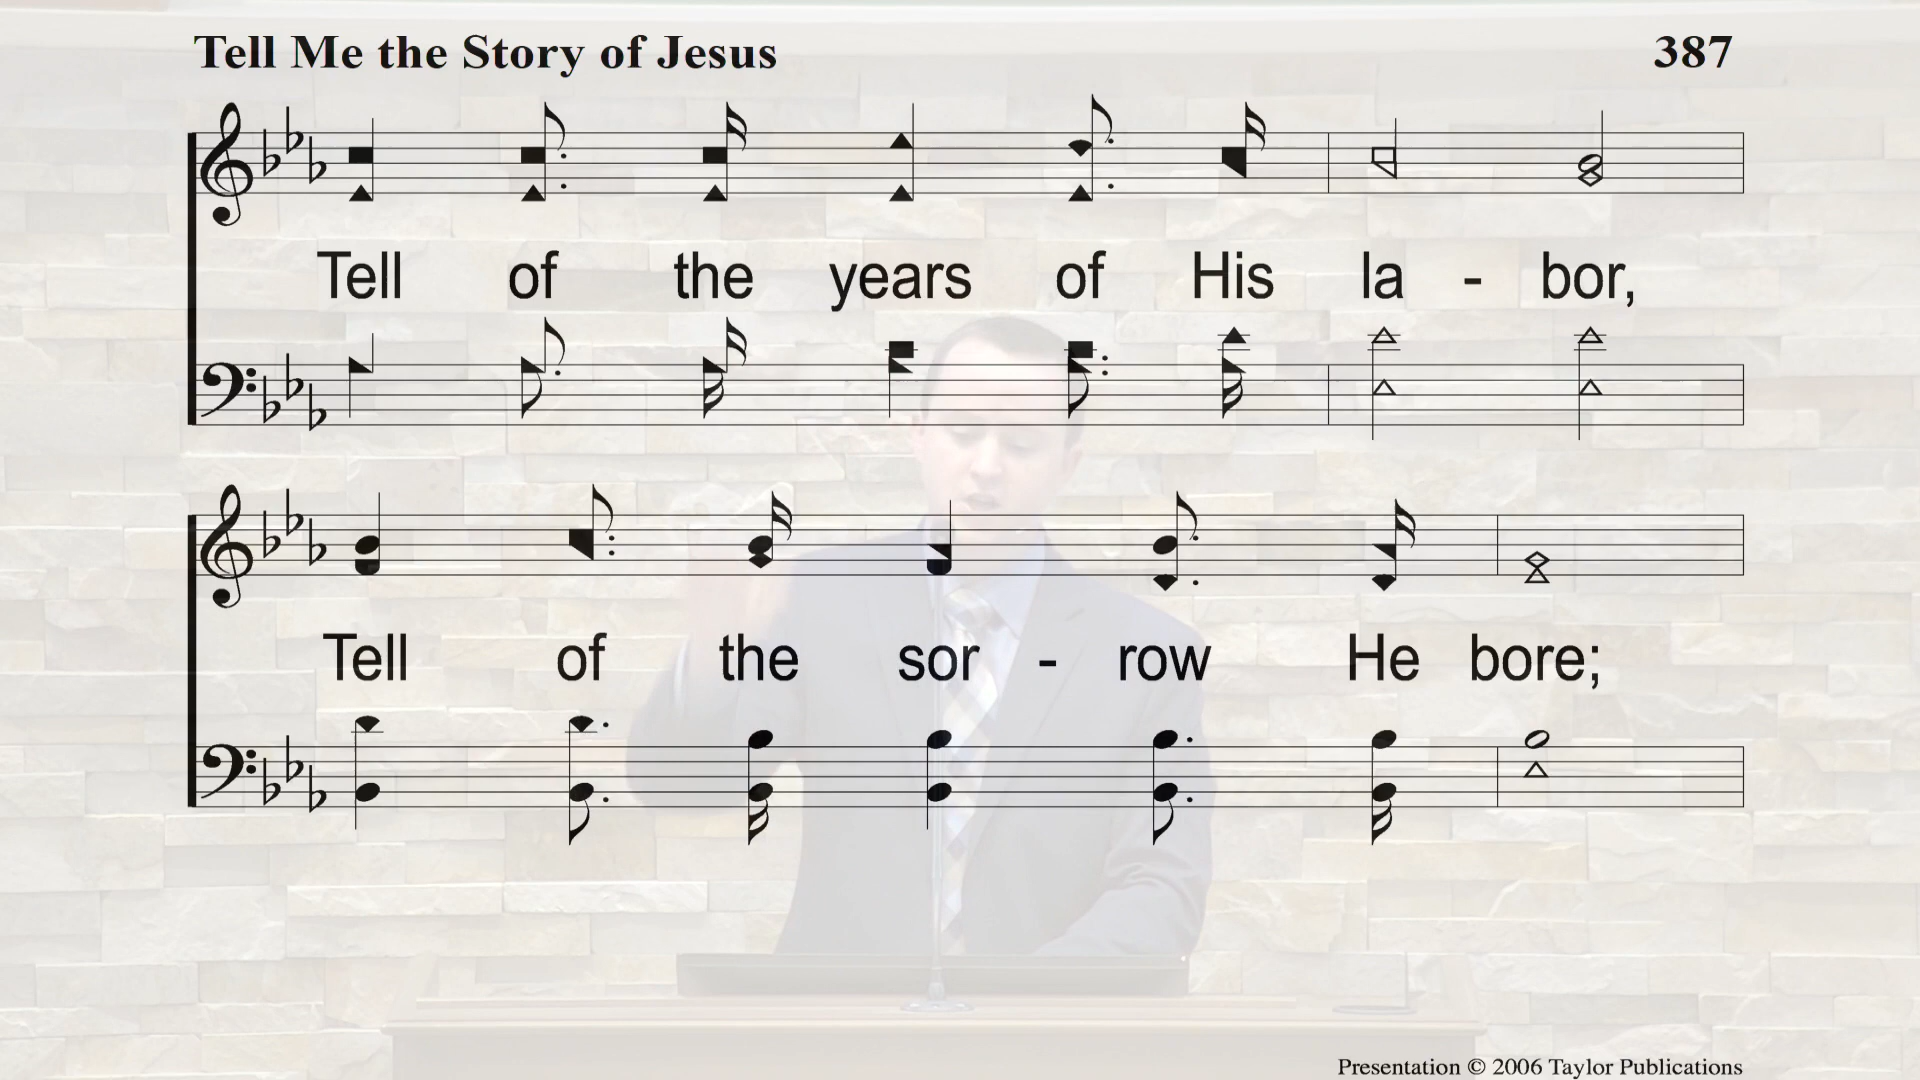 Tell Me the Story of Jesus 387
Tell of the years of His la - bor,
Tell of the sor - row He bore;
Presentation © 2006 Taylor Publications